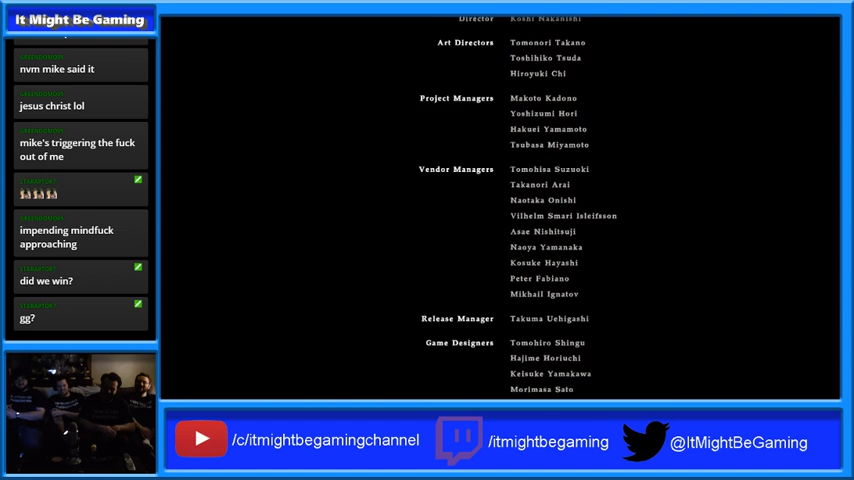 It Might Be Gaming
nvm mike said it
jesus christ lol
mike's triggering the fuck
out of me
impending mindfuck
approaching
did we win?
gg?
Director Koshi Nakanishi
Art Directors Tomonori Takano
Toshihiko Tsuda
Hiroyuki Chi
Project Managers Makoto Kadono
Yoshizumi Hori
Hakuei Yamamoto
Tsubasa Miyamoto
Vendor Managers Tomohisa Suzuoki
Takanori Arai
Naotaka Onishi
Vilhelm Smari Isleifsson
Asae Nishitsuji
Naoya Yamanaka
Kosuke Hayashi
Peter Fabiano
Mikhail Ignatov
Release Manager Takuma Uehigashi
Game Designers Tomohiro Shingu
Hajime Horiuchi
Keisuke Yamakawa
Morimasa Sato
/c/itmightbegamingchannel
/itmightbegaming
@ItMightBeGaming